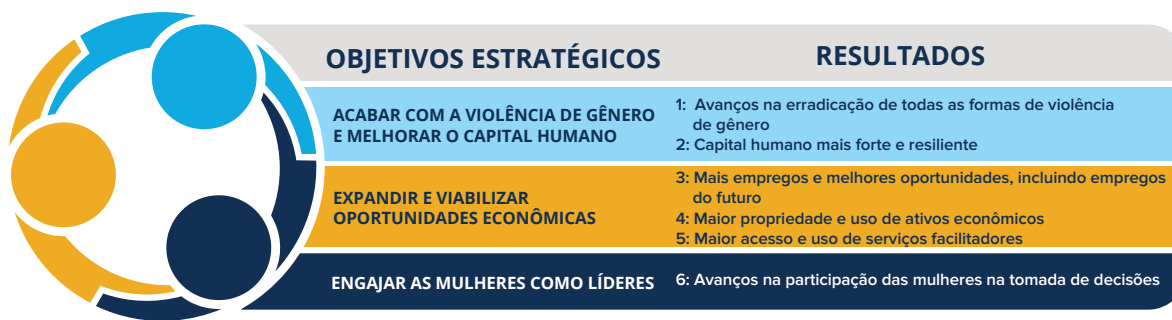 OBJETIVOS ESTRATÉGICOS
RESULTADOS
ACABAR COM A VIOLÊNCIA DE GÊNERO
E MELHORAR O CAPITAL HUMANO
1: Avanços na erradicação de todas as formas de violência
de gênero
2: Capital humano mais forte e resiliente
EXPANDIR E VIABILIZAR
OPORTUNIDADES ECONÔMICAS
3: Mais empregos e melhores oportunidades, incluindo empregos
do futuro
4: Maior propriedade e uso de ativos econômicos
5: Maior acesso e uso de serviços facilitadores
ENGAJAR AS MULHERES COMO LÍDERES
6: Avanços na participação das mulheres na tomada de decisões